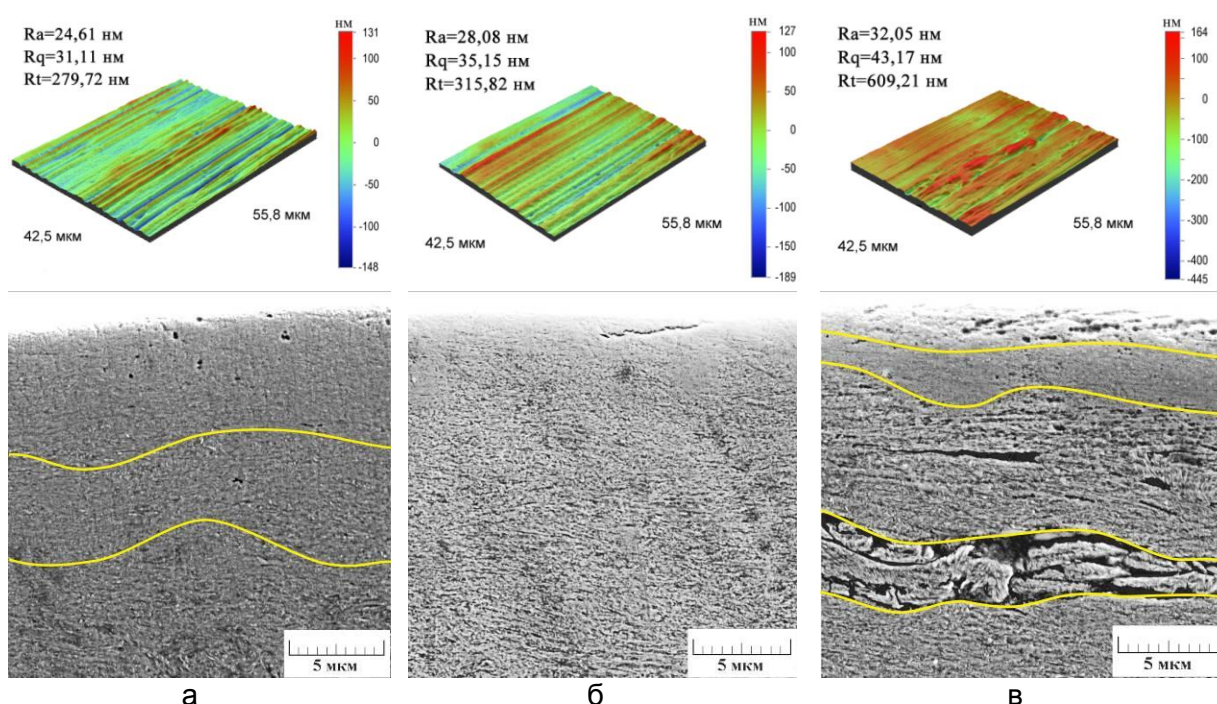 Ra=24,61 нм
Rq=31,11 нм
Rt=279,72 нм
нм
131
100
50
0
-50
-100
-148
42,5 мкм
55,8 мкм
Ra=28,08 нм
Rq=35,15 нм
Rt=315,82 нм
нм
127
100
50
0
-50
-100
-150
-189
42,5 мкм
55,8 мкм
Ra=32,05 нм
Rq=43,17 нм
Rt=609,21 нм
нм
164
100
0
-100
-200
-300
-400
-445
42,5 мкм
55,8 мкм
5 мкм
5 мкм
5 мкм
а
б
в